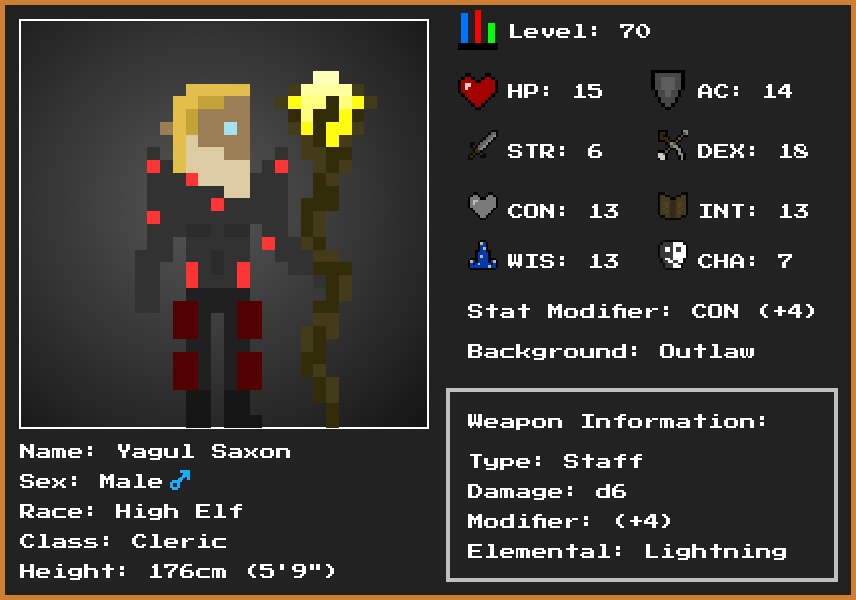 Level: 70
HP: 15 AC: 14
STR: 6 DEX: 18
CON: 13 INT: 13
WIS: 13 CHA: 7
Stat Modifier: CON (+4)
Background: Outlaw
Weapon Information:
Type: Staff
Damage: d6
Modifier: (+4)
Elemental: Lightning
Name: Yagul Saxon
Sex: Male ♂
Race: High Elf
Class: Cleric
Height: 176cm (5'9")